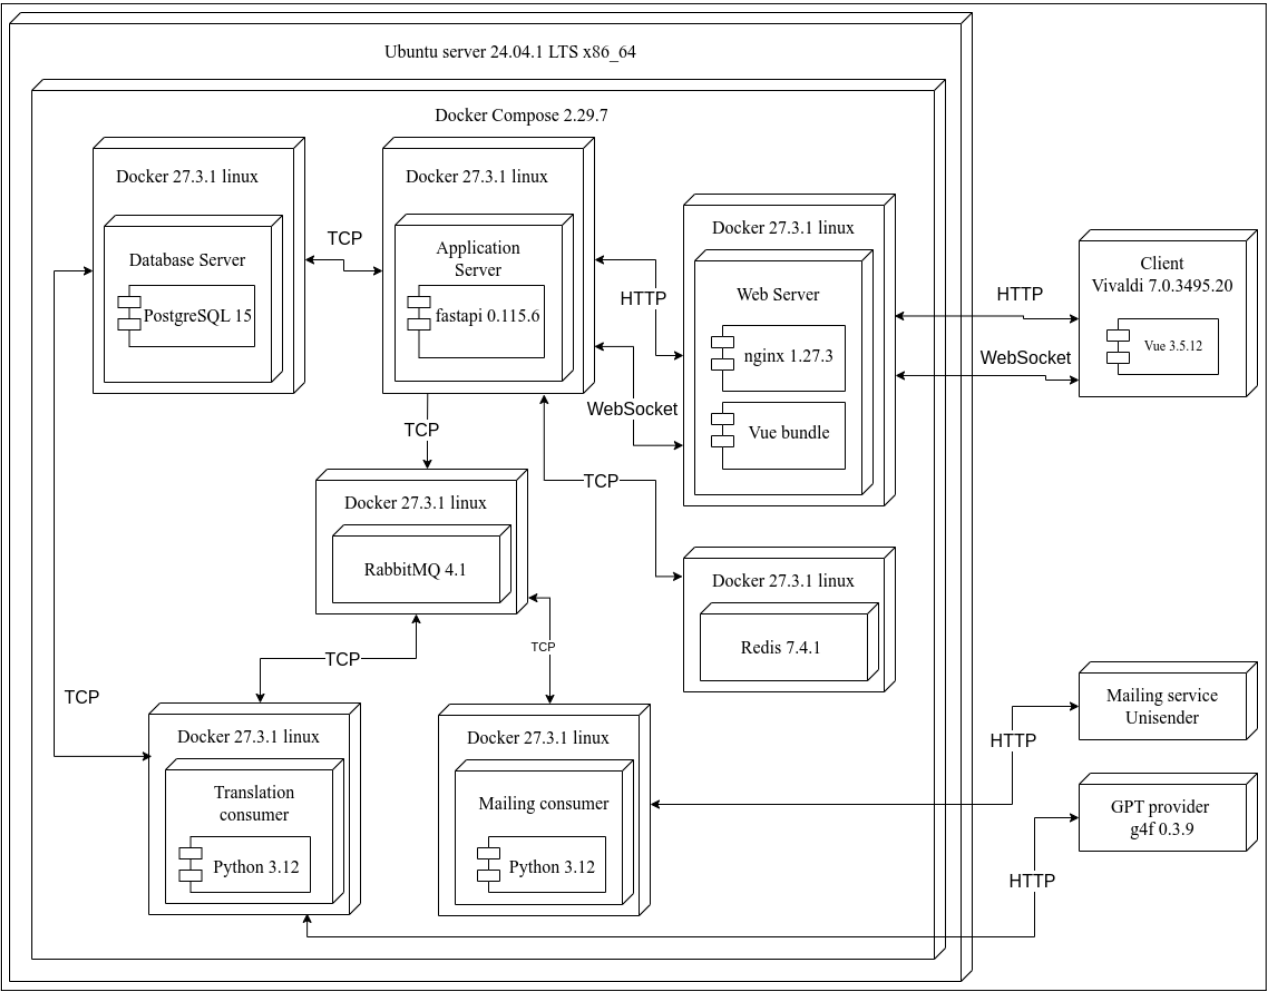 Ubuntu server 24.04.1 LTS x86_64
Docker Compose 2.29.7
Docker 27.3.1 linux
Database Server
PostgreSQL 15
TCP
Docker 27.3.1 linux
Application
Server
fastapi 0.115.6
HTTP
WebSocket
Docker 27.3.1 linux
Web Server
nginx 1.27.3
Vue bundle
HTTP
WebSocket
Client
Vivaldi 7.0.3495.20
Vue 3.5.12
TCP
TCP
Docker 27.3.1 linux
RabbitMQ 4.1
Docker 27.3.1 linux
Redis 7.4.1
TCP
TCP
TCP
Docker 27.3.1 linux
Translation
consumer
Python 3.12
Docker 27.3.1 linux
Mailing consumer
Python 3.12
HTTP
Mailing service
Unisender
GPT provider
g4f 0.3.9
HTTP